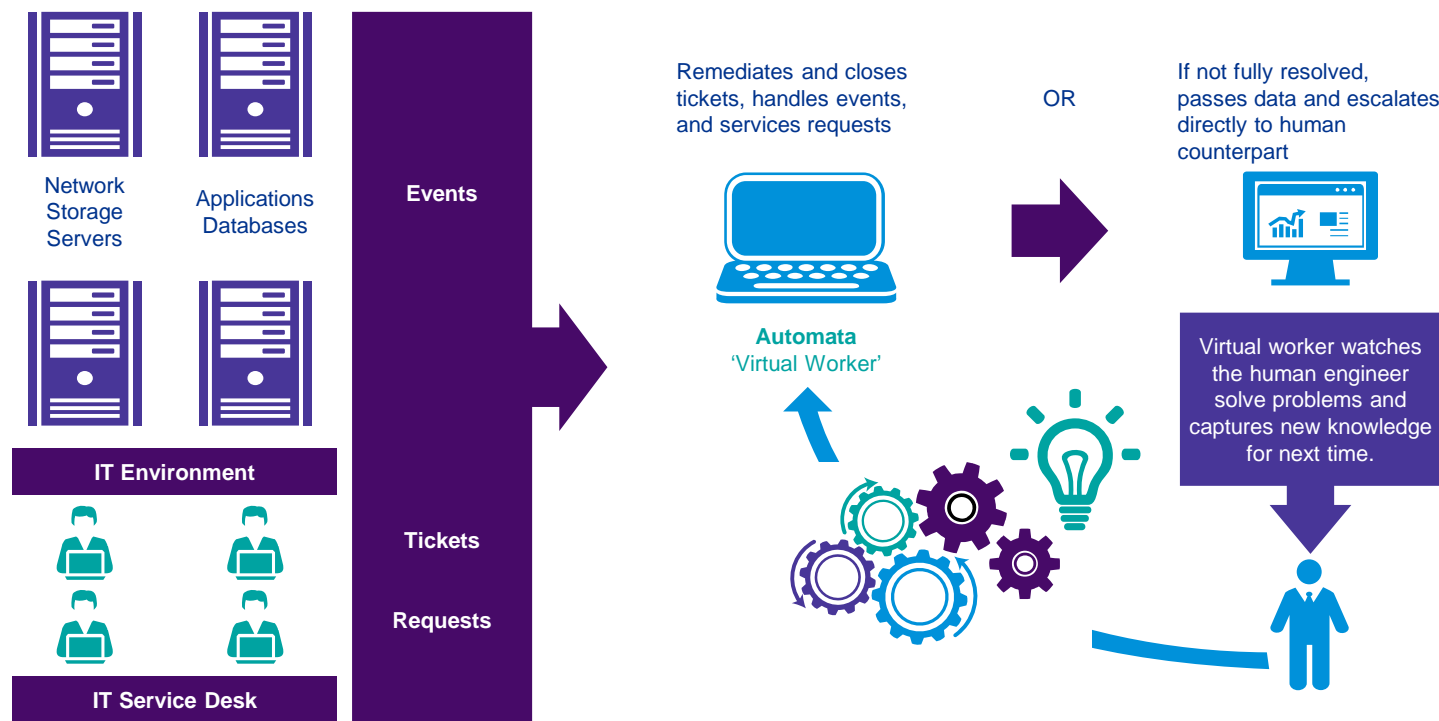 Network
Storage
Servers
Applications
Databases
IT Environment
IT Service Desk
Events
Tickets
Requests
Remediates and closes
tickets, handles events,
and services requests
Automata
‘Virtual Worker’
OR
If not fully resolved,
passes data and escalates
directly to human
counterpart
Virtual worker watches
the human engineer
solve problems and
captures new knowledge
for next time.